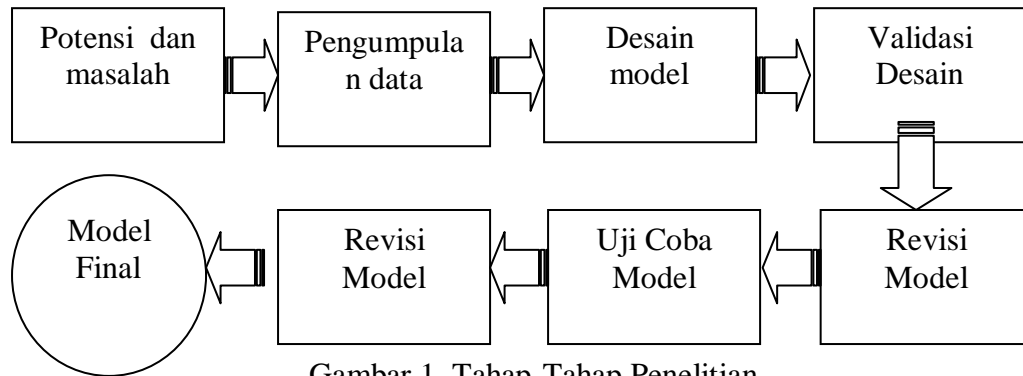 Potensi dan
masalah
Pengumpula
n data
Desain
model
Validasi
Desain
Revisi
Model
Uji Coba
Model
Revisi
Model
Model
Final
Gambar 1. Tahap-Tahap Penelitian